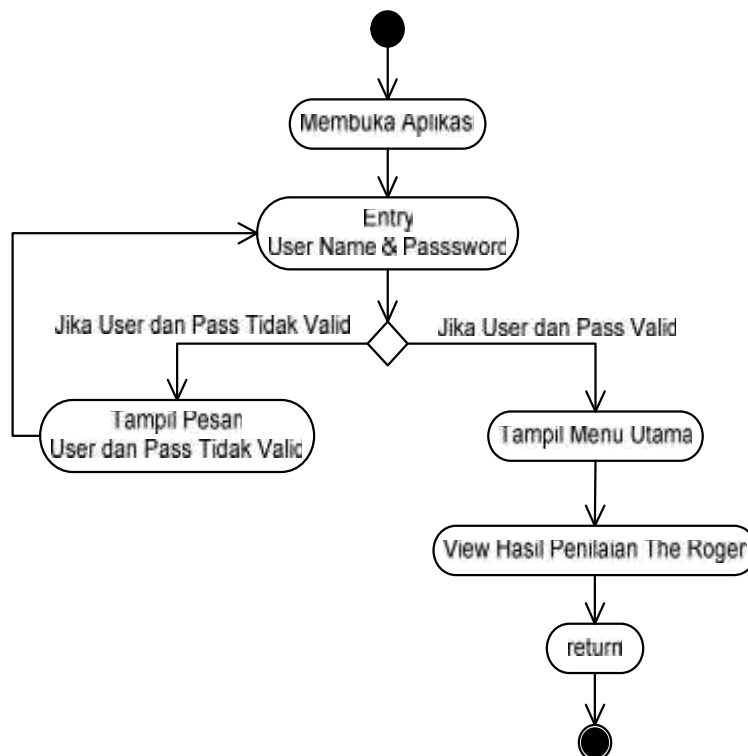 Membuka Aplikasi
Entry
User Name & Passsword
Jika User dan Pass Tidak Valid
Jika User dan Pass Valid
Tampil Pesan
User dan Pass Tidak Valid
Tampil Menu Utama
View Hasil Penilaian The Roger
return